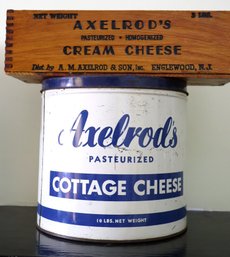 NET WEIGHT 3 LBS.
AXELROD'S
PASTEURIZED • HOMOGENIZED
CREAM CHEESE
Dist. by A. M. AXELROD & SON, Inc. ENGLEWOOD, N.J.
Axelrod's
PASTEURIZED
COTTAGE CHEESE
10 LBS. NET WEIGHT